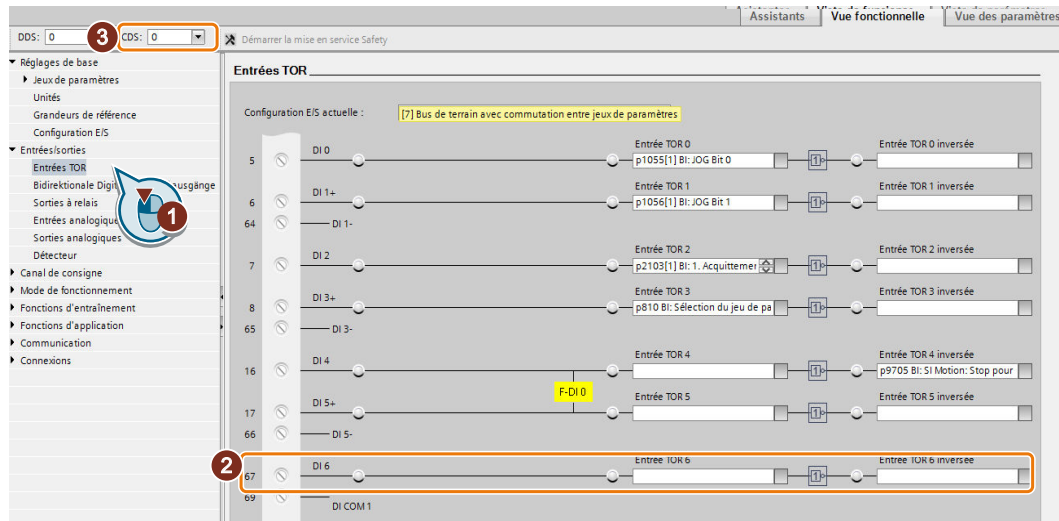 Assistants Vue fonctionnelle Vue des paramètres
DDS: 0 3 CDS: 0 Démarrer la mise en service Safety
Réglages de base
Jeux de paramètres
Unités
Grandeurs de référence
Configuration E/S
Entrées/sorties
Entrées TOR
Bidirektionale Digi usgänge
Sorties à relais
Entrées analogique
Sorties analogiques
Détecteur
Canal de consigne
Mode de fonctionnement
Fonctions d'entraînement
Fonctions d'application
Communication
Connexions
1
Entrées TOR
Configuration E/S actuelle : [7] Bus de terrain avec commutation entre jeux de paramètres
Entrée TOR 0 Entrée TOR 0 inversée
5 DI 0 p1055[1] BI: JOG Bit 0 1
Entrée TOR 1 Entrée TOR 1 inversée
6 DI 1+ p1056[1] BI: JOG Bit 1 1
64 DI 1-
Entrée TOR 2 Entrée TOR 2 inversée
7 DI 2 p2103[1] BI: 1. Acquittemer 1
Entrée TOR 3 Entrée TOR 3 inversée
8 DI 3+ p810 BI: Sélection du jeu de pa 1
65 DI 3-
Entrée TOR 4 Entrée TOR 4 inversée
16 DI 4 1 p9705 BI: SI Motion: Stop pour
F-DI 0
Entrée TOR 5 Entrée TOR 5 inversée
17 DI 5+ 1
66 DI 5-
2
Entrée TOR 6 Entrée TOR 6 inversée
67 DI 6 1
69 DI COM 1